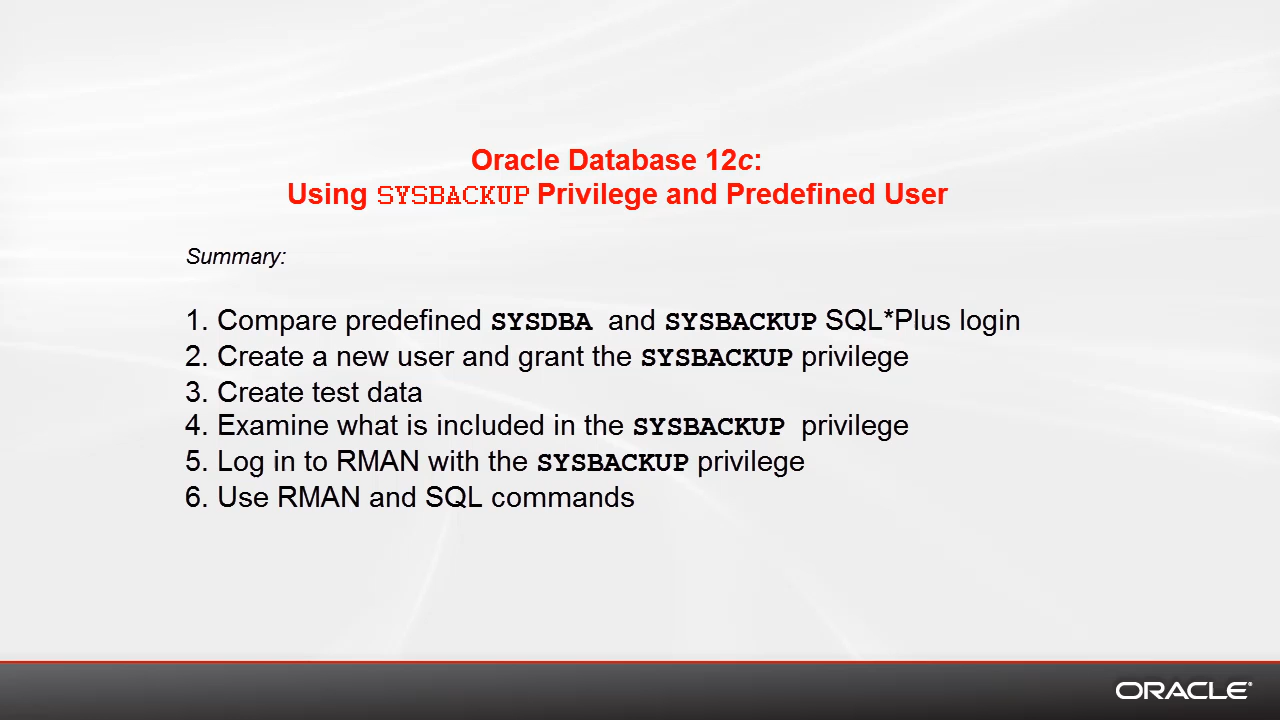 Oracle Database 12c:
Using SYSBACKUP Privilege and Predefined User
Summary:
1. Compare predefined SYSDBA and SYSBACKUP SQL*Plus login
2. Create a new user and grant the SYSBACKUP privilege
3. Create test data
4. Examine what is included in the SYSBACKUP privilege
5. Log in to RMAN with the SYSBACKUP privilege
6. Use RMAN and SQL commands
ORACLE®